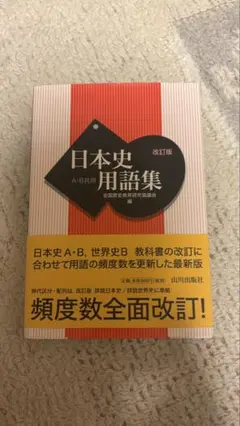 改訂版
日本史
A・B共用
用語集
全国歴史教育研究協議会
編
日本史A・B,世界史B 教科書の改訂に
合わせて用語の頻度数を更新した最新版
山川出版社
頻度数全面改訂!